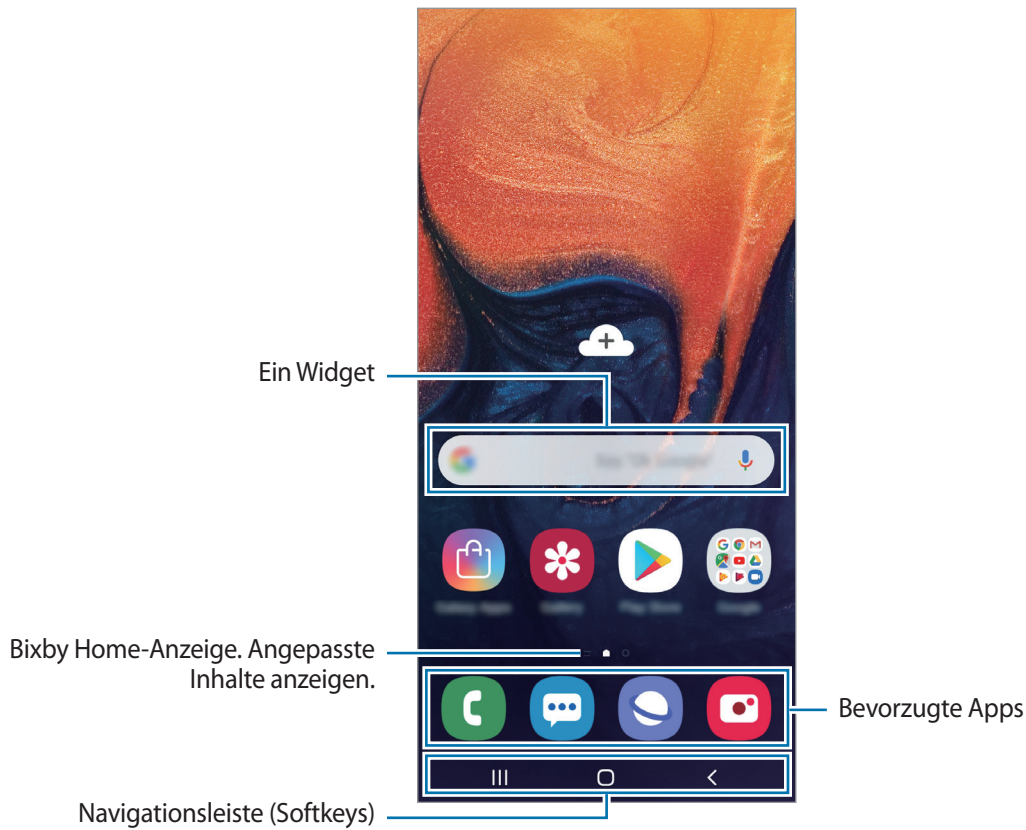 Ein Widget
Bixby Home-Anzeige. Angepasste
Inhalte anzeigen.
Bevorzugte Apps
Navigationsleiste (Softkeys)